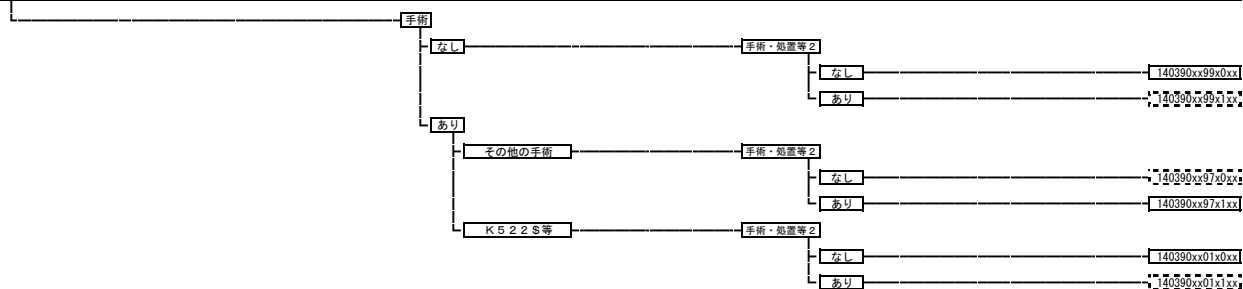 手術
なし 手術・処置等2
なし 140390xx99x0xx
あり 140390xx99x1xx
あり
その他の手術 手術・処置等2
なし 140390xx97x0xx
あり 140390xx97x1xx
K522$等 手術・処置等2
なし 140390xx01x0xx
あり 140390xx01x1xx